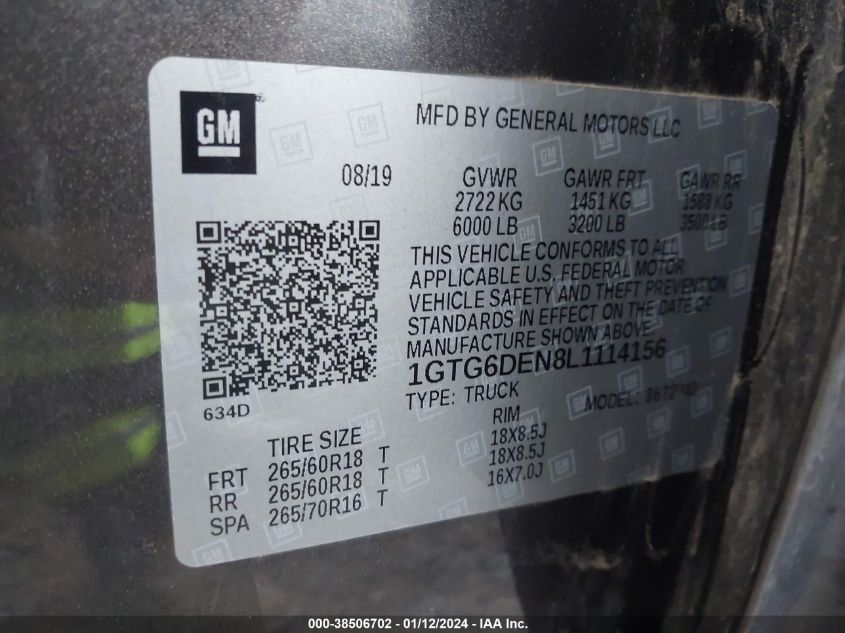 GM
MFD BY GENERAL MOTORS LLC
08/19
GVWR GAWR FRT GAWR RR
2722 KG 1451 KG 1588 KG
6000 LB 3200 LB 3500 LB
THIS VEHICLE CONFORMS TO ALL
APPLICABLE U.S. FEDERAL MOTOR
VEHICLE SAFETY AND THEFT PREVENTION
STANDARDS IN EFFECT ON THE DATE OF
MANUFACTURE SHOWN ABOVE
1GTG6DEN8L1114156
TYPE: TRUCK MODEL:
634D
TIRE SIZE RIM
FRT 265/60R18 T 18X8.5J
RR 265/60R18 T 18X8.5J
SPA 265/70R16 T 16X7.0J
000-38506702 - 01/12/2024 - IAA Inc.